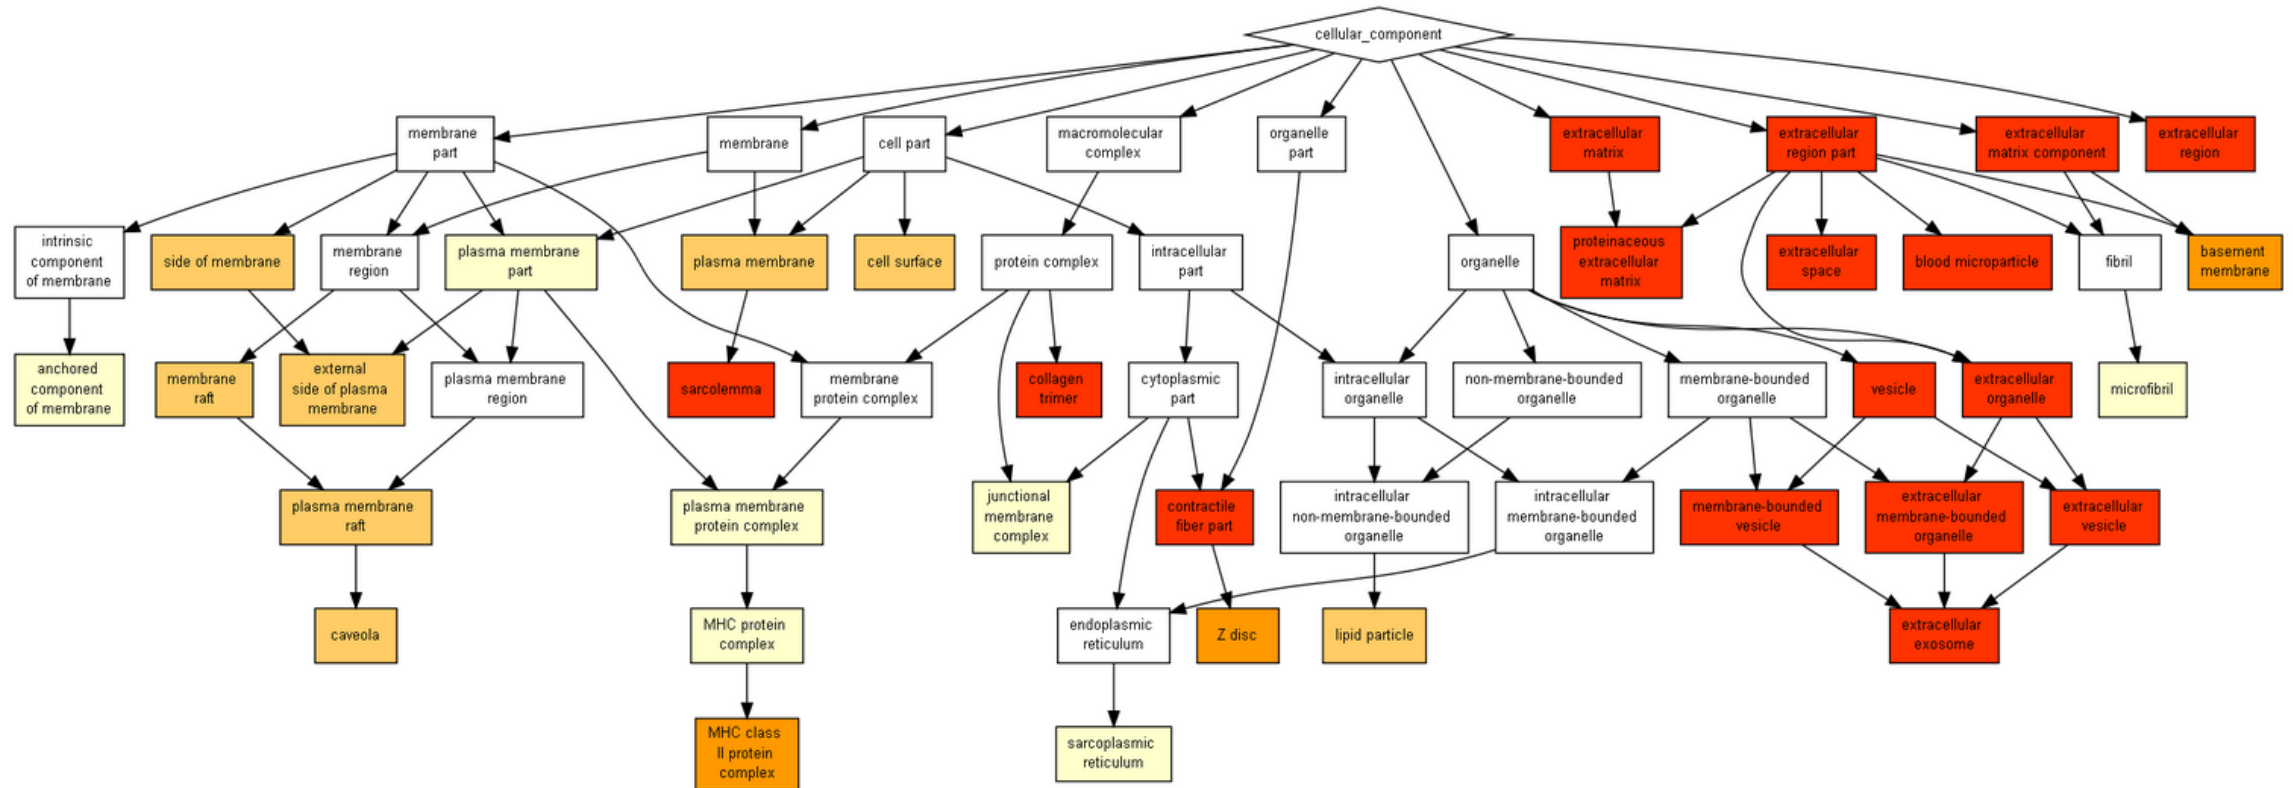 cellular_component
membrane
part
membrane
cell part
macromolecular
complex
organelle
part
extracellular
matrix
extracellular
region part
extracellular
matrix component
extracellular
region
intrinsic
component
of membrane
side of membrane
membrane
region
plasma membrane
part
plasma membrane
cell surface
protein complex
intracellular
part
organelle
proteinaceous
extracellular
matrix
extracellular
space
blood microparticle
fibril
basement
membrane
anchored
component
of membrane
membrane
raft
external
side of plasma
membrane
plasma membrane
region
sarcolemma
membrane
protein complex
collagen
trimer
cytoplasmic
part
intracellular
organelle
non-membrane-bounded
organelle
membrane-bounded
organelle
vesicle
extracellular
organelle
microfibril
plasma membrane
raft
plasma membrane
protein complex
junctional
membrane
complex
contractile
fiber part
intracellular
non-membrane-bounded
organelle
intracellular
membrane-bounded
organelle
membrane-bounded
vesicle
extracellular
membrane-bounded
organelle
extracellular
vesicle
caveola
MHC protein
complex
endoplasmic
reticulum
Z disc
lipid particle
extracellular
exosome
MHC class
II protein
complex
sarcoplasmic
reticulum